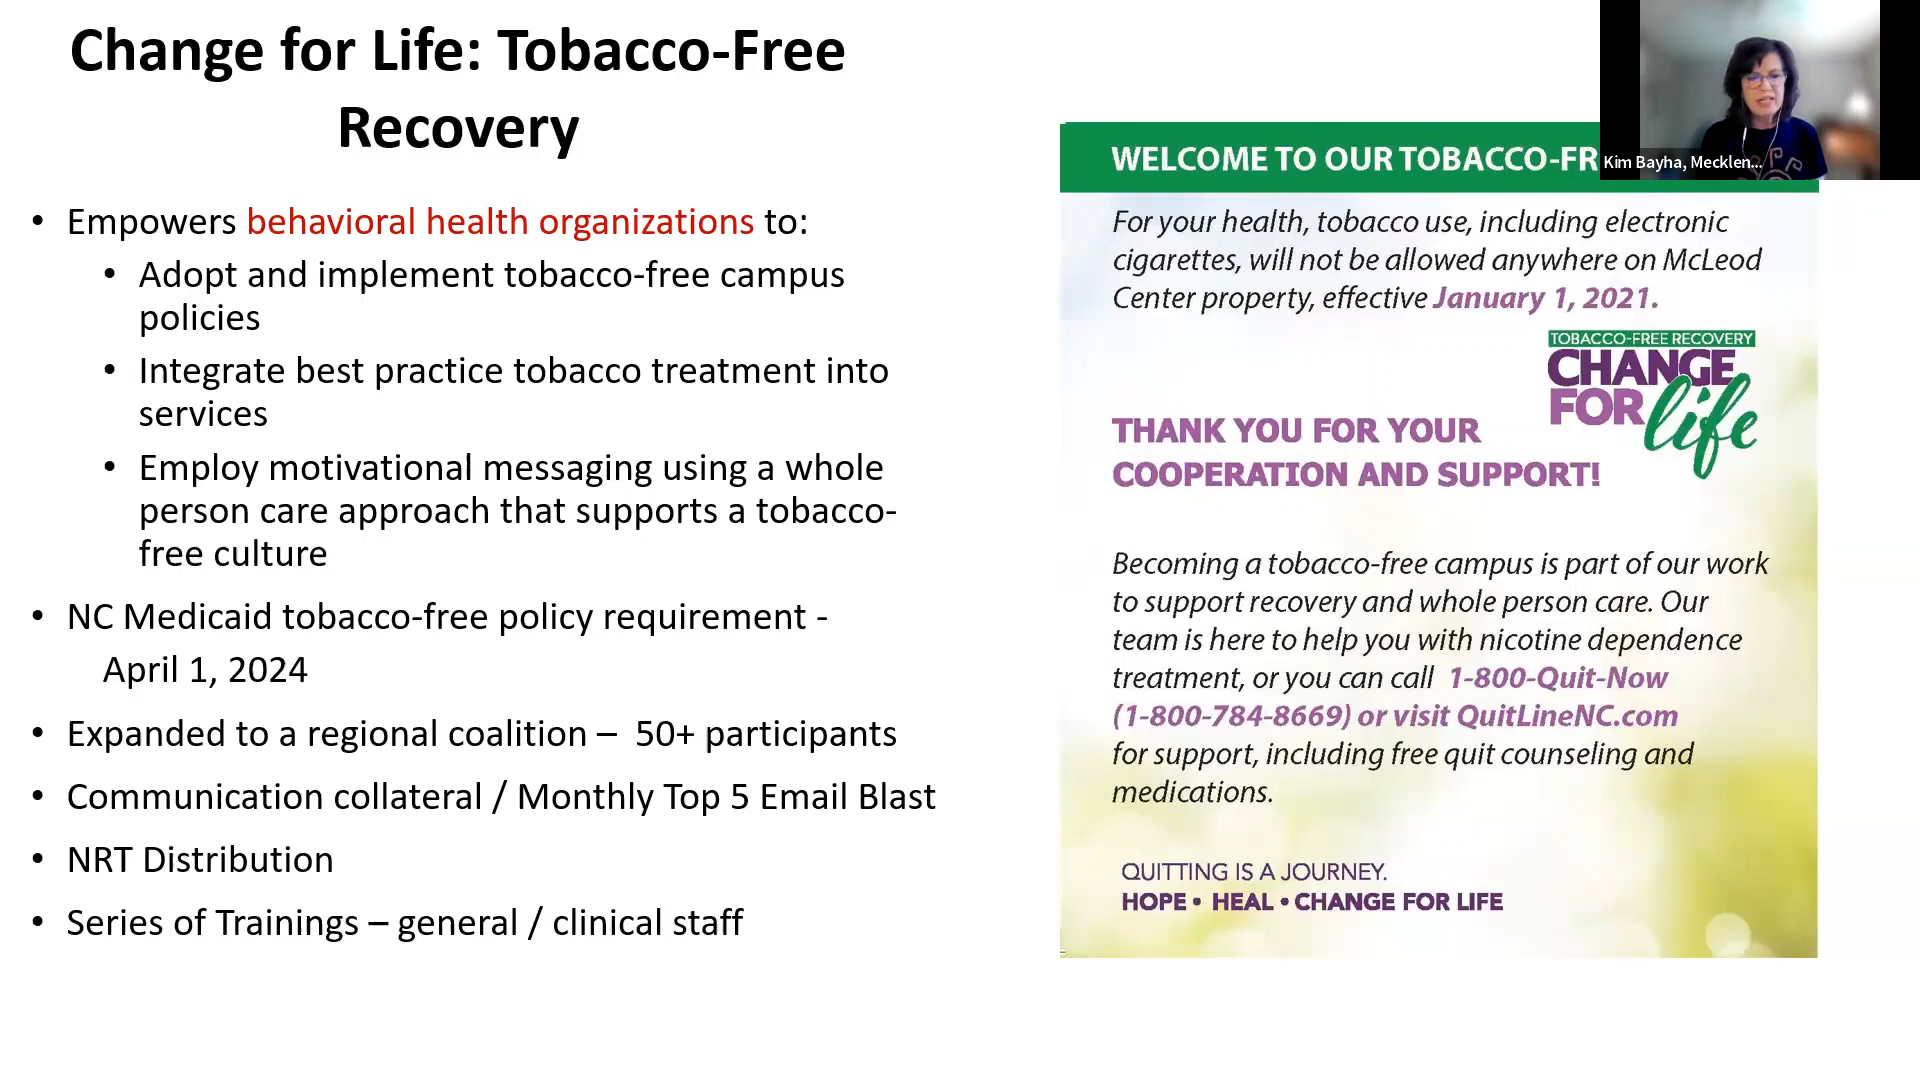 Change for Life: Tobacco-Free
Recovery
• Empowers behavioral health organizations to:
• Adopt and implement tobacco-free campus
policies
• Integrate best practice tobacco treatment into
services
• Employ motivational messaging using a whole
person care approach that supports a tobacco-
free culture
• NC Medicaid tobacco-free policy requirement -
April 1, 2024
• Expanded to a regional coalition – 50+ participants
• Communication collateral / Monthly Top 5 Email Blast
• NRT Distribution
• Series of Trainings – general / clinical staff
WELCOME TO OUR TOBACCO-FR
Kim Bayha, Mecklen...
For your health, tobacco use, including electronic
cigarettes, will not be allowed anywhere on McLeod
Center property, effective January 1, 2021.
TOBACCO-FREE RECOVERY
CHANGE
FOR life
THANK YOU FOR YOUR
COOPERATION AND SUPPORT!
Becoming a tobacco-free campus is part of our work
to support recovery and whole person care. Our
team is here to help you with nicotine dependence
treatment, or you can call 1-800-Quit-Now
(1-800-784-8669) or visit QuitLineNC.com
for support, including free quit counseling and
medications.
QUITTING IS A JOURNEY.
HOPE • HEAL • CHANGE FOR LIFE